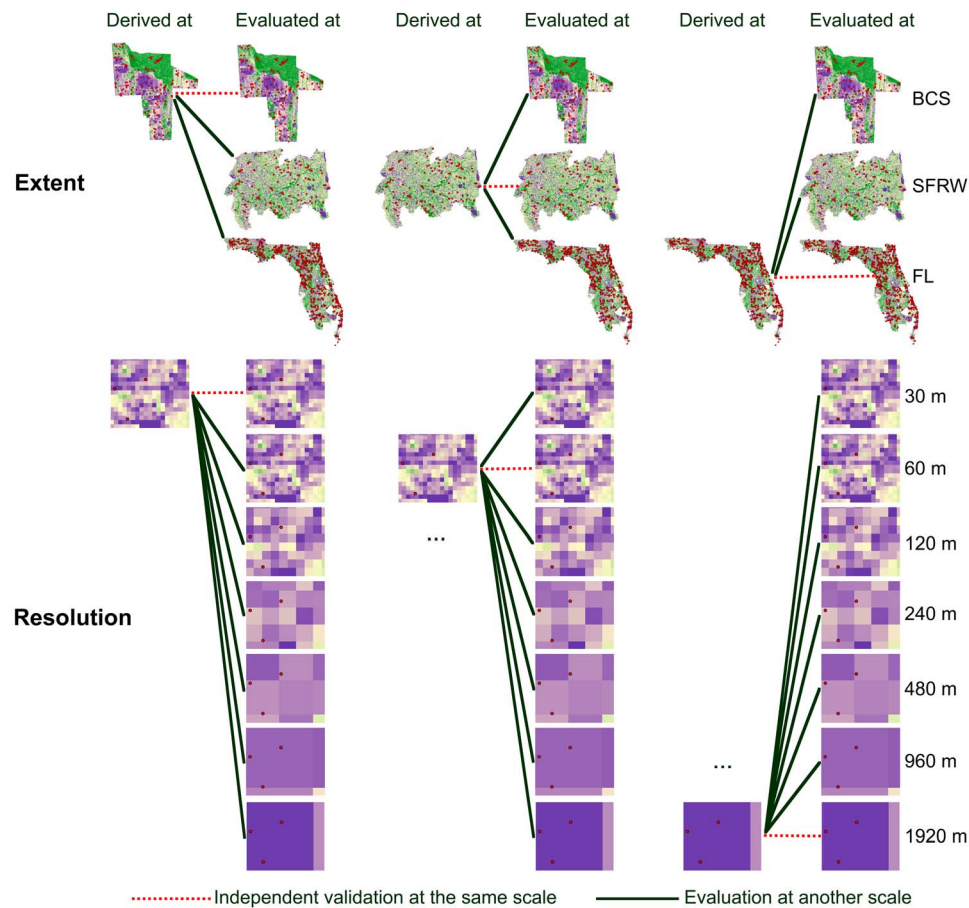 Derived at Evaluated at Derived at Evaluated at Derived at Evaluated at
BCS
Extent
SFRW
FL
30 m
60 m
...
120 m
240 m
Resolution
480 m
...
960 m
1920 m
Independent validation at the same scale Evaluation at another scale